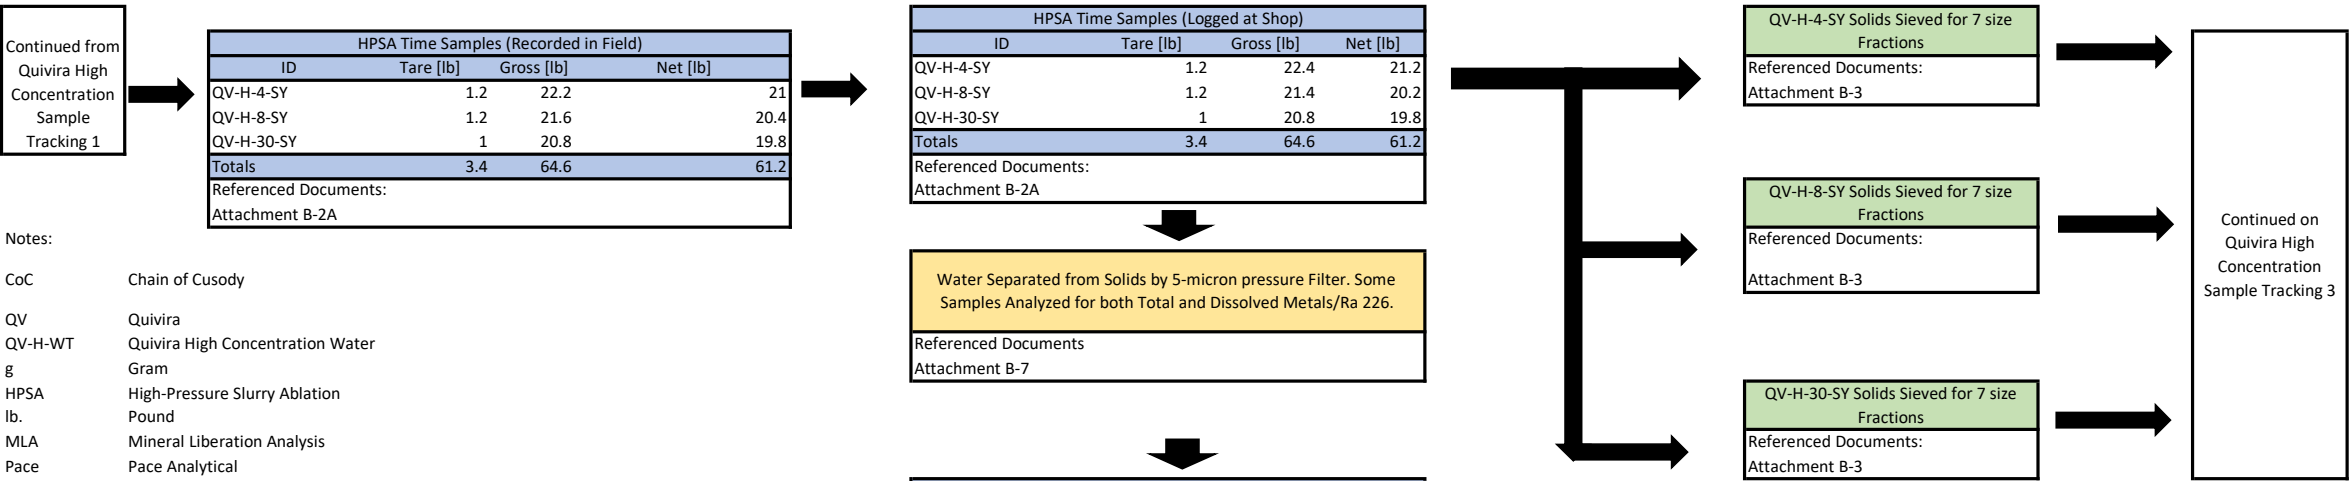 Continued from
Quivira High
Concentration
Sample
Tracking 1
HPSA Time Samples (Recorded in Field)
ID Tare [lb] Gross [lb] Net [lb]
QV-H-4-SY 1.2 22.2 21
QV-H-8-SY 1.2 21.6 20.4
QV-H-30-SY 1 20.8 19.8
Totals 3.4 64.6 61.2
Referenced Documents:
Attachment B-2A
HPSA Time Samples (Logged at Shop)
ID Tare [lb] Gross [lb] Net [lb]
QV-H-4-SY 1.2 22.4 21.2
QV-H-8-SY 1.2 21.4 20.2
QV-H-30-SY 1 20.8 19.8
Totals 3.4 64.6 61.2
Referenced Documents:
Attachment B-2A
Water Separated from Solids by 5-micron pressure Filter. Some
Samples Analyzed for both Total and Dissolved Metals/Ra 226.
Referenced Documents
Attachment B-7
QV-H-4-SY Solids Sieved for 7 size
Fractions
Referenced Documents:
Attachment B-3
QV-H-8-SY Solids Sieved for 7 size
Fractions
Referenced Documents:
Attachment B-3
QV-H-30-SY Solids Sieved for 7 size
Fractions
Referenced Documents:
Attachment B-3
Continued on
Quivira High
Concentration
Sample Tracking 3
Notes:
CoC Chain of Cusody
QV Quivira
QV-H-WT Quivira High Concentration Water
g Gram
HPSA High-Pressure Slurry Ablation
lb. Pound
MLA Mineral Liberation Analysis
Pace Pace Analytical